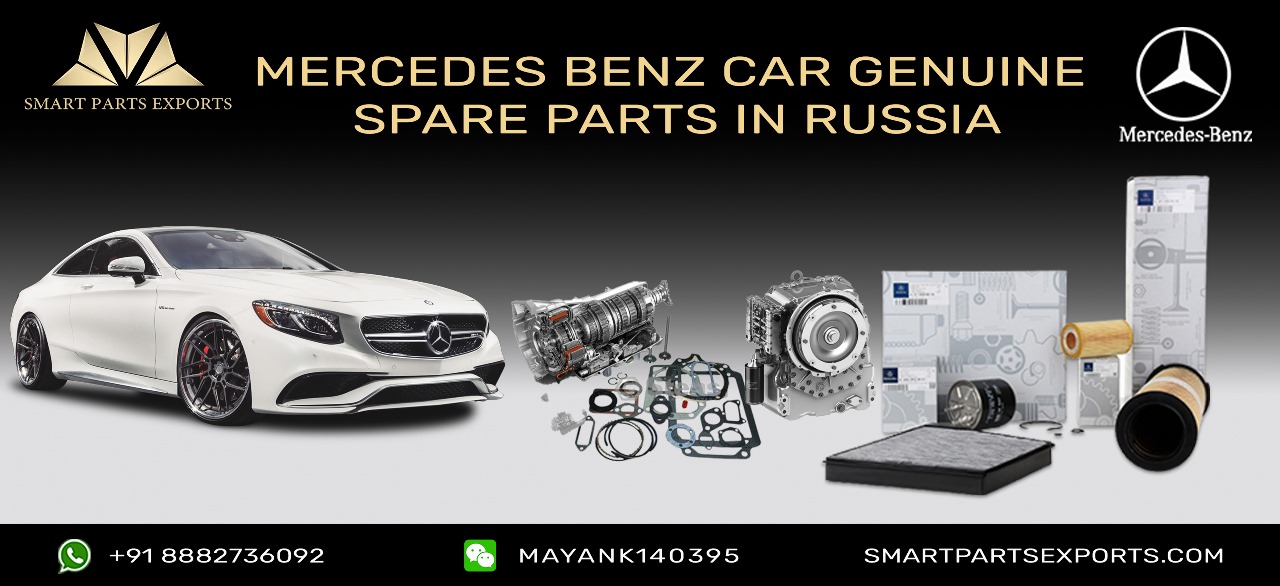 SMART PARTS EXPORTS
MERCEDES BENZ CAR GENUINE
SPARE PARTS IN RUSSIA
Mercedes-Benz
+91 8882736092
MAYANK140395
SMARTPARTSEXPORTS.COM